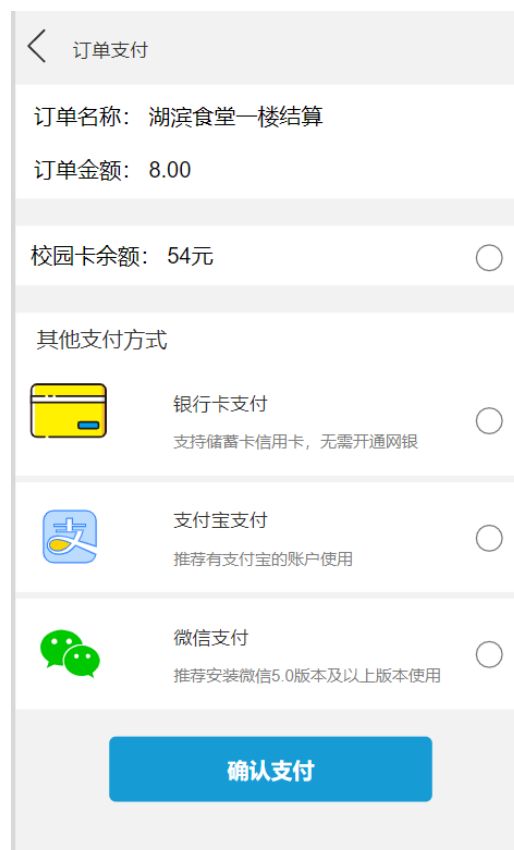 订单支付
订单名称： 湖滨食堂一楼结算
订单金额： 8.00
校园卡余额： 54元
其他支付方式
银行卡支付
支持储蓄卡信用卡，无需开通网银
支
支付宝支付
推荐有支付宝的账户使用
微信支付
推荐安装微信5.0版本及以上版本使用
确认支付